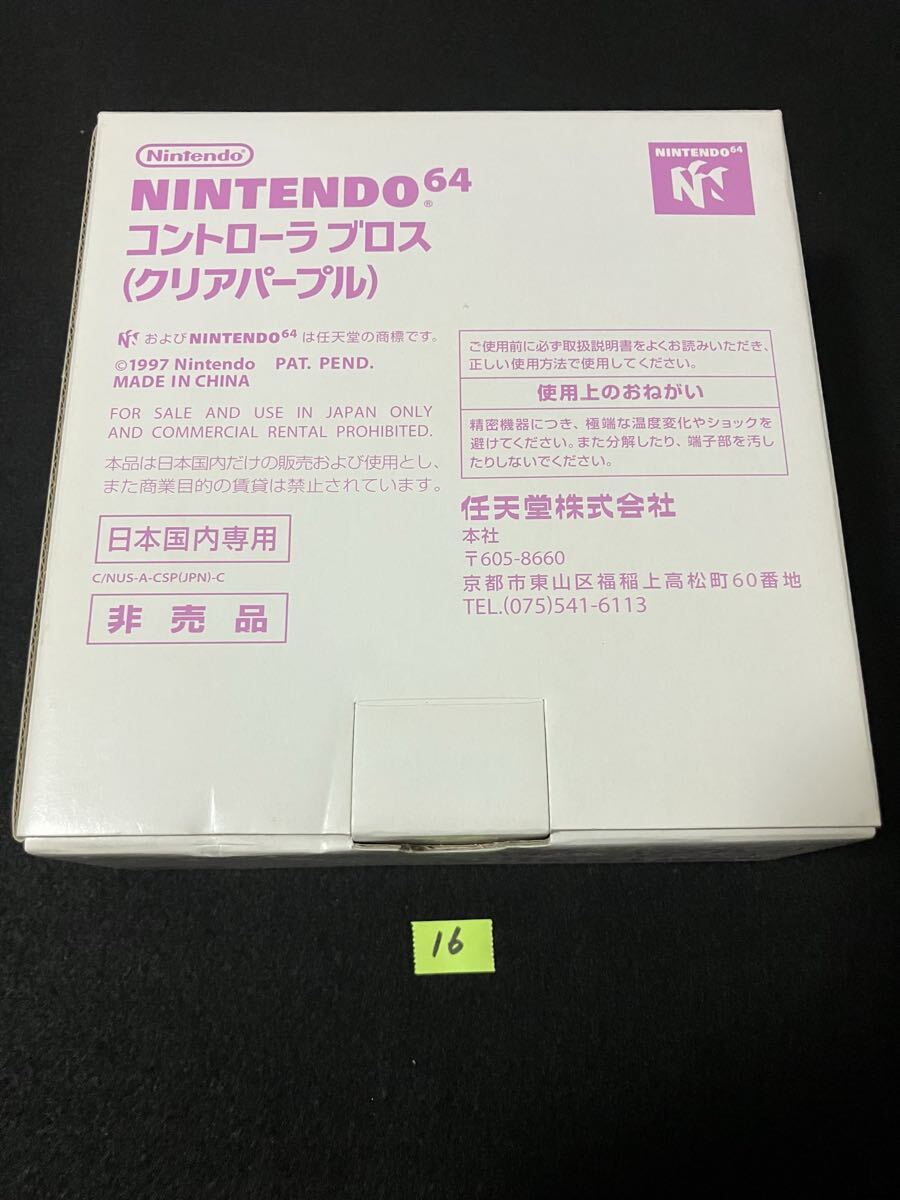 Nintendo
NINTENDO64
®
コントローラ ブロス
(クリアパープル)
NINTENDO64
および NINTENDO64 は任天堂の商標です。
©1997 Nintendo PAT. PEND.
MADE IN CHINA
FOR SALE AND USE IN JAPAN ONLY
AND COMMERCIAL RENTAL PROHIBITED.
本品は日本国内だけの販売および使用とし、
また商業目的の賃貸は禁止されています。
日本国内専用
C/NUS-A-CSP(JPN)-C
非売品
ご使用前に必ず取扱説明書をよくお読みいただき、
正しい使用方法で使用してください。
使用上のおねがい
精密機器につき、極端な温度変化やショックを
避けてください。また分解したり、端子部を汚し
たりしないでください。
任天堂株式会社
本社
〒605-8660
京都市東山区福稲上高松町60番地
TEL.(075)541-6113
16